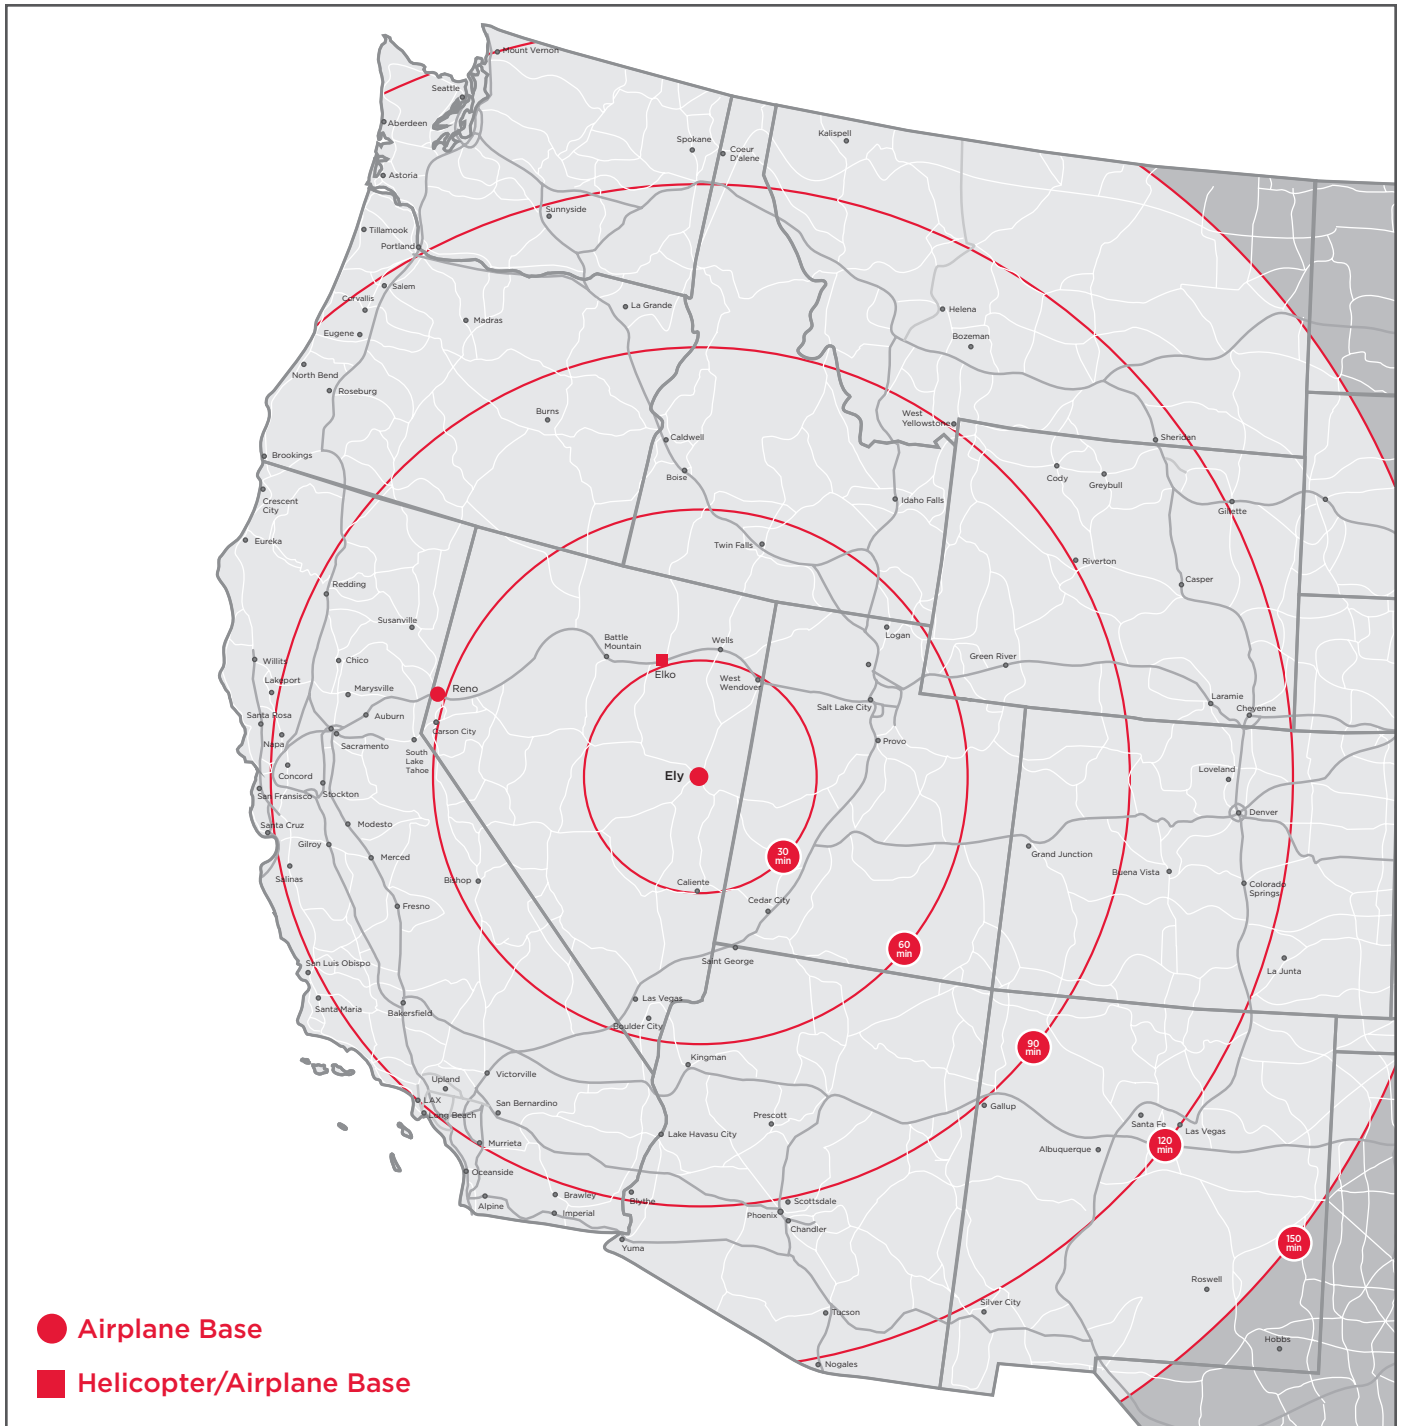 Mount Vernon
Seattle
Aberdeen
Spokane
Coeur
D'alene
Kalispell
Astoria
Sunnyside
Tillamook
Portland
Salem
Corvallis
La Grande
Madras
Eugene
Helena
Bozeman
North Bend
Roseburg
Burns
West
Yellowstone
Caldwell
Sheridan
Brookings
Boise
Cody
Greybull
Crescent
City
Idaho Falls
Gillette
Eureka
Twin Falls
Riverton
Redding
Casper
Susanville
Logan
Battle
Mountain
Wells
Green River
Willits
Chico
Elko
West
Wendover
Lakeport
Marysville
Reno
Laramie
Cheyenne
Salt Lake City
Santa Rosa
Auburn
Carson City
Napa
Sacramento
South
Lake
Tahoe
Provo
Concord
Ely
Loveland
San Fransisco
Stockton
Denver
Santa Cruz
Modesto
Gilroy
Merced
30
min
Grand Junction
Buena Vista
Salinas
Bishop
Caliente
Colorado
Springs
Fresno
Cedar City
60
min
San Luis Obispo
Saint George
La Junta
Las Vegas
Santa Maria
Bakersfield
Boulder City
90
min
Kingman
Victorville
Upland
LAX
San Bernardino
Long Beach
Prescott
Gallup
Santa Fe
Las Vegas
Lake Havasu City
120
min
Murrieta
Albuquerque
Oceanside
Brawley
Blythe
Scottsdale
Alpine
Imperial
Phoenix
Chandler
Yuma
150
min
Roswell
Silver City
Tucson
Hobbs
Nogales
Airplane Base
Helicopter/Airplane Base